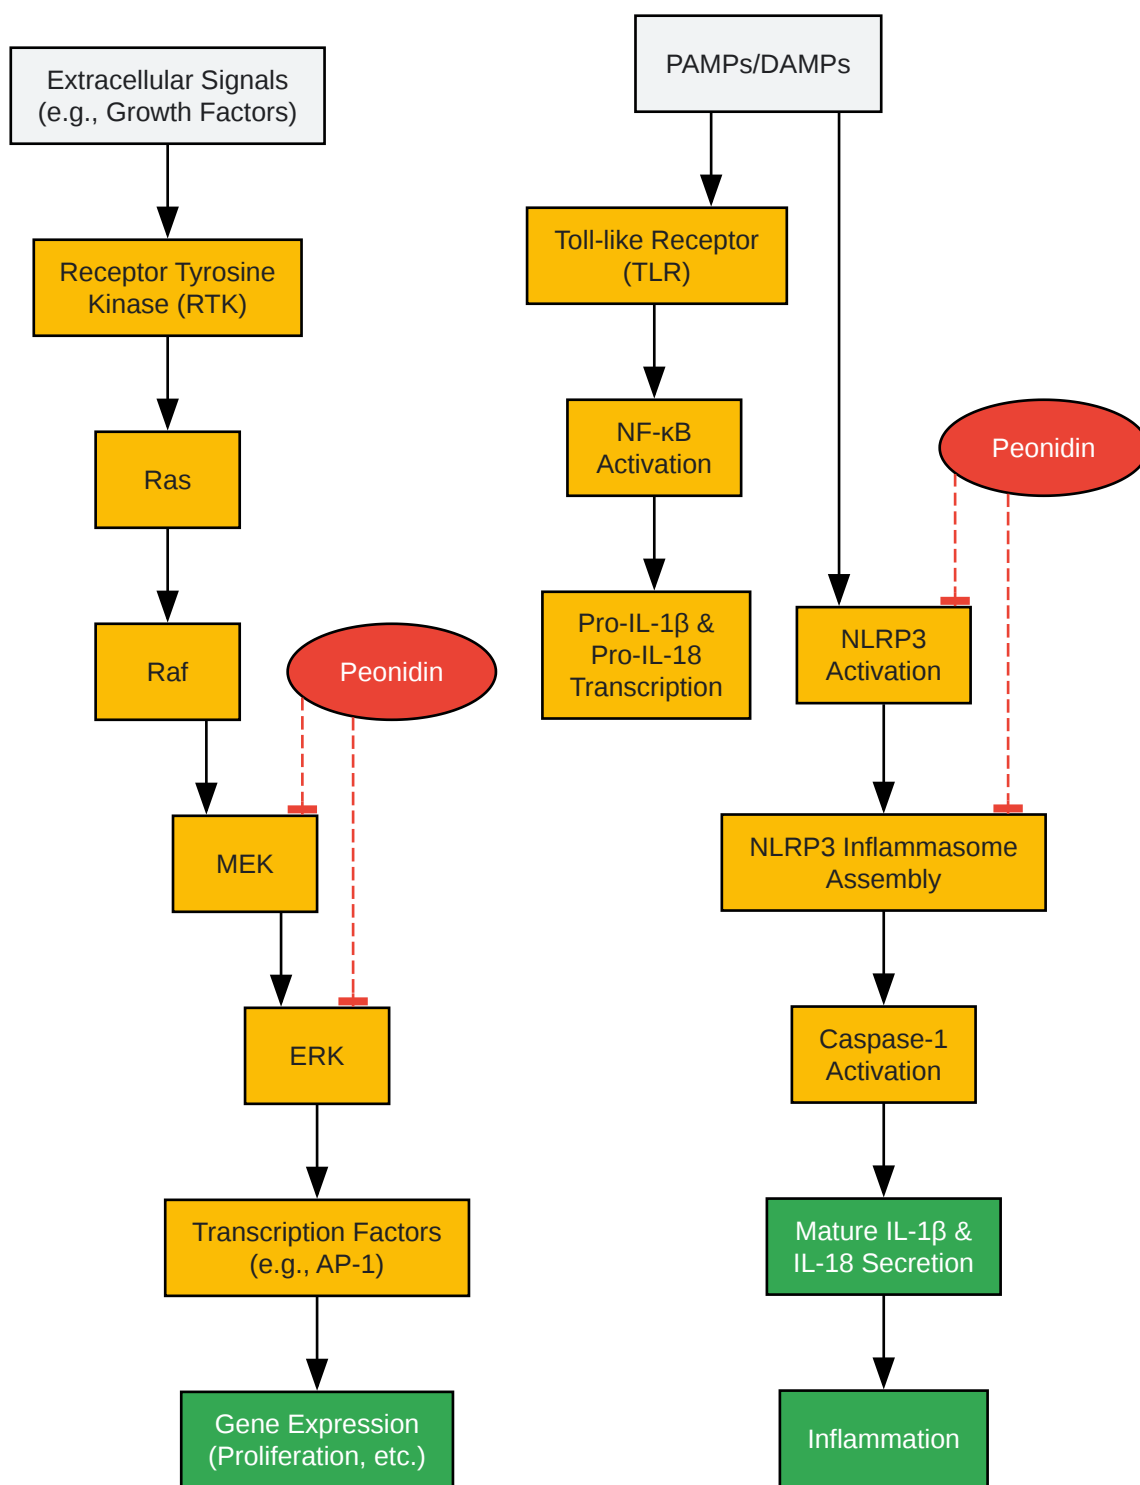 Extracellular Signals
(e.g., Growth Factors)
Receptor Tyrosine
Kinase (RTK)
Ras
Raf
Peonidin
MEK
ERK
Transcription Factors
(e.g., AP-1)
Gene Expression
(Proliferation, etc.)
PAMPs/DAMPs
Toll-like Receptor
(TLR)
NF-κB
Activation
Pro-IL-1β &
Pro-IL-18
Transcription
Peonidin
NLRP3
Activation
NLRP3 Inflammasome
Assembly
Caspase-1
Activation
Mature IL-1β &
IL-18 Secretion
Inflammation